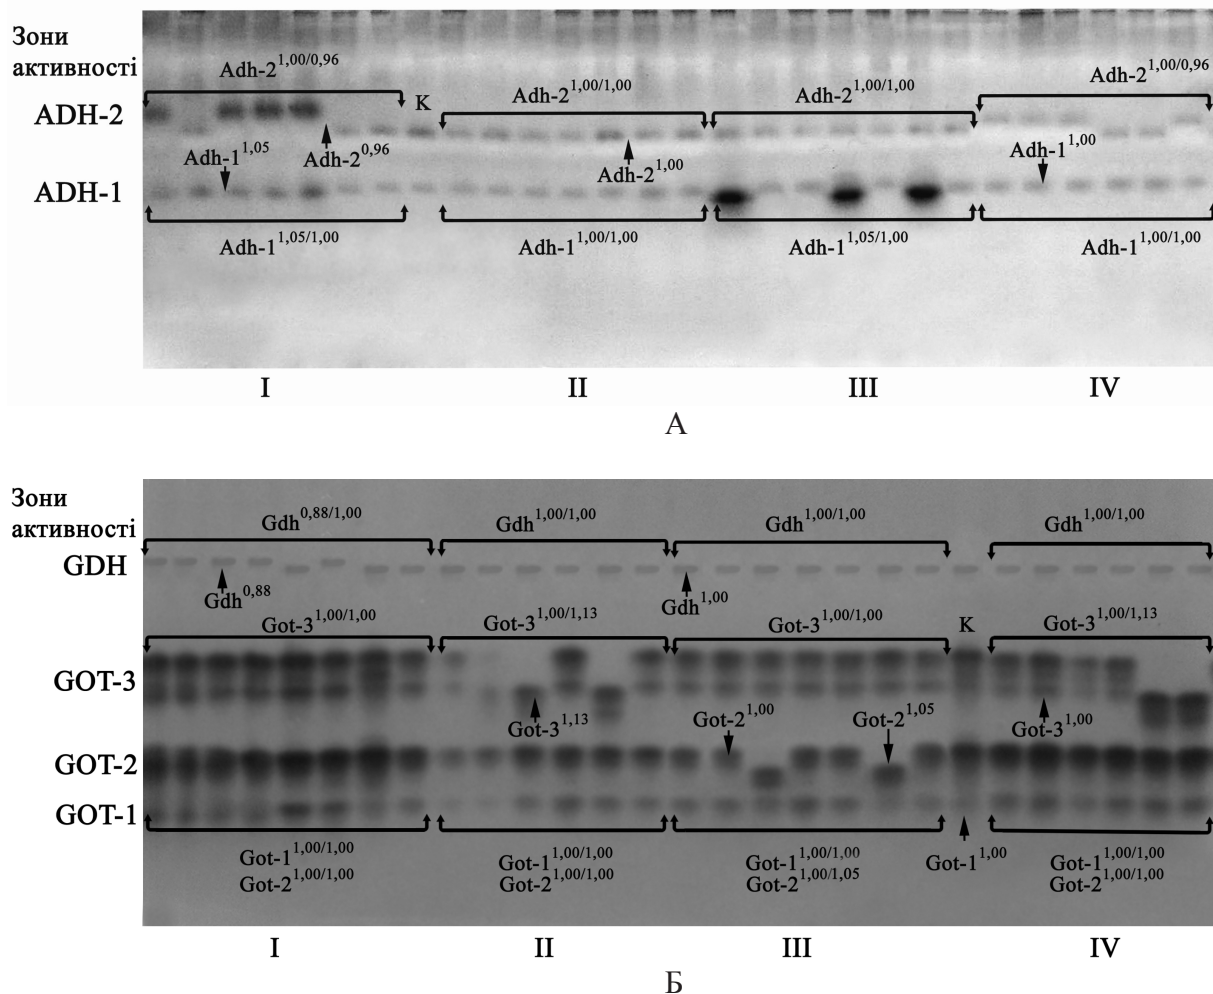 Зони
активності
Adh-2^1,00/0,96
Adh-2^1,00/1,00
Adh-2^1,00/1,00
Adh-2^1,00/0,96
K
ADH-2
Adh-1^1,05
Adh-2^0,96
Adh-2^1,00
Adh-1^1,00
ADH-1
Adh-1^1,05/1,00
Adh-1^1,00/1,00
Adh-1^1,05/1,00
Adh-1^1,00/1,00
I II III IV
А
Зони
активності
Gdh^0,88/1,00
Gdh^1,00/1,00
Gdh^1,00/1,00
Gdh^1,00/1,00
GDH
Gdh^0,88
Gdh^1,00
Got-3^1,00/1,00
Got-3^1,00/1,13
Got-3^1,00/1,00
K
Got-3^1,00/1,13
GOT-3
Got-3^1,13
Got-2^1,00
Got-2^1,05
Got-3^1,00
GOT-2
GOT-1
Got-1^1,00/1,00
Got-2^1,00/1,00
Got-1^1,00/1,00
Got-2^1,00/1,00
Got-1^1,00/1,00
Got-2^1,00/1,05
Got-1^1,00
Got-1^1,00/1,00
Got-2^1,00/1,00
I II III IV
Б